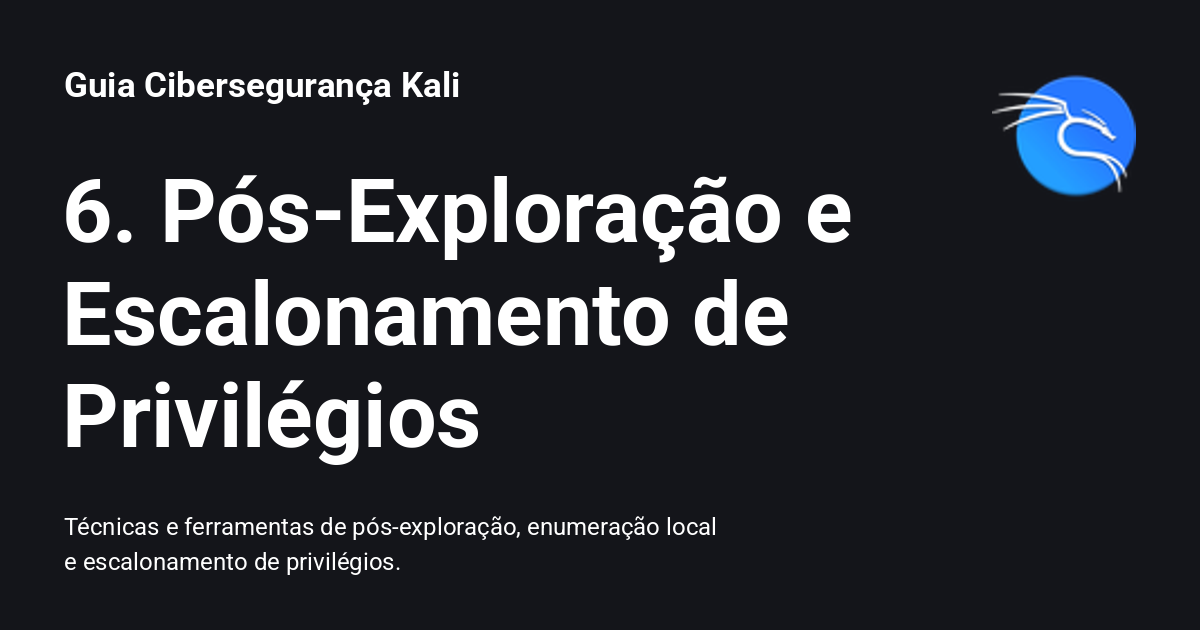 Guia Cibersegurança Kali
6. Pós-Exploração e
Escalonamento de
Privilégios
Técnicas e ferramentas de pós-exploração, enumeração local
e escalonamento de privilégios.